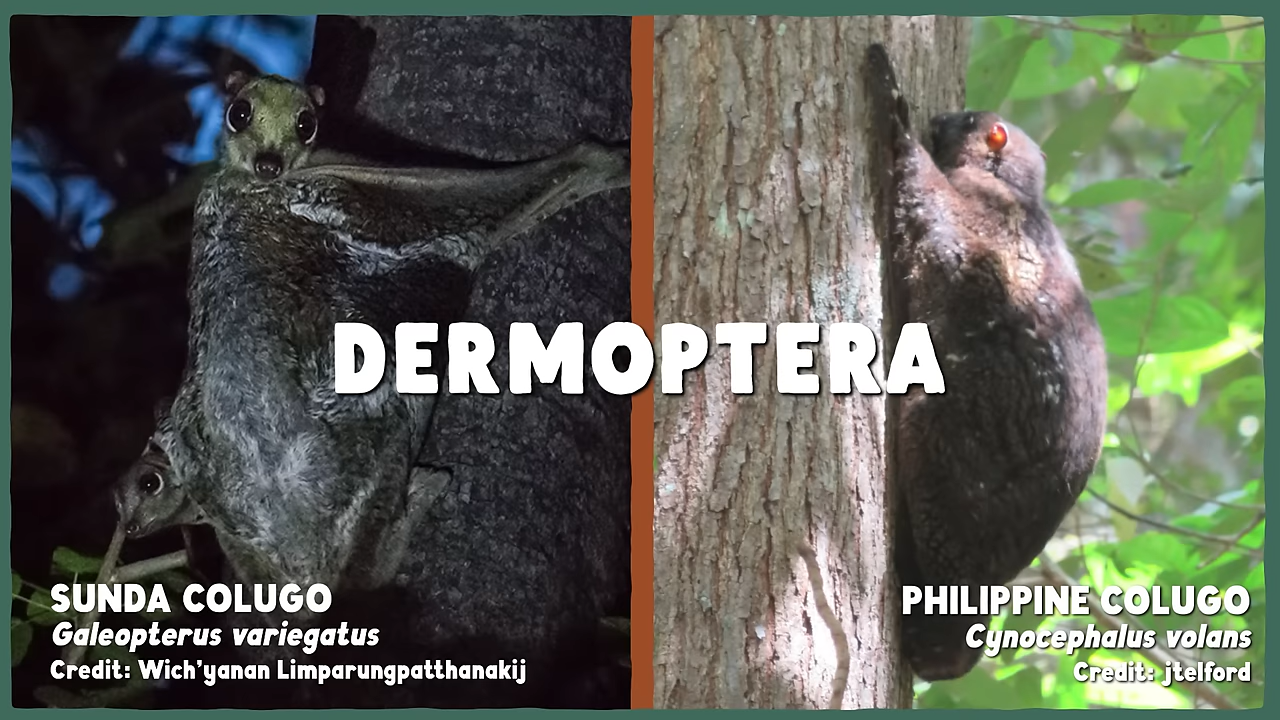 DERMOPTERA
SUNDA COLUGO
Galeopterus variegatus
Credit: Wich'yanan Limparungpatthanakij
PHILIPPINE COLUGO
Cynocephalus volans
Credit: jtelford